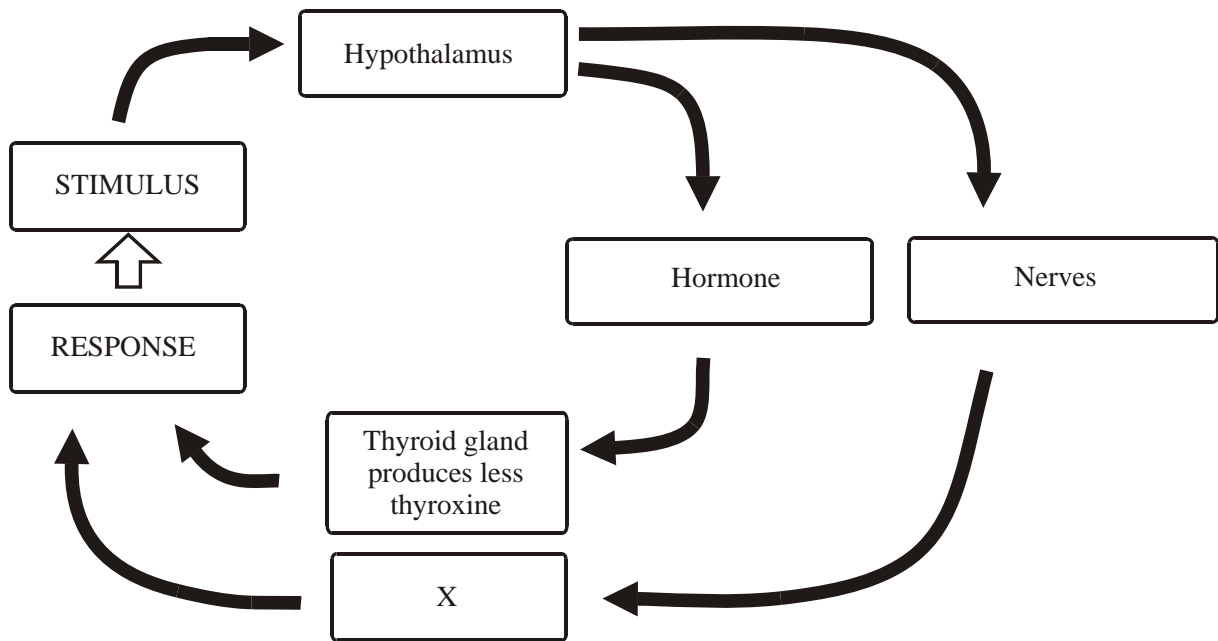 Hypothalamus
STIMULUS
Hormone
Nerves
RESPONSE
Thyroid gland
produces less
thyroxine
X